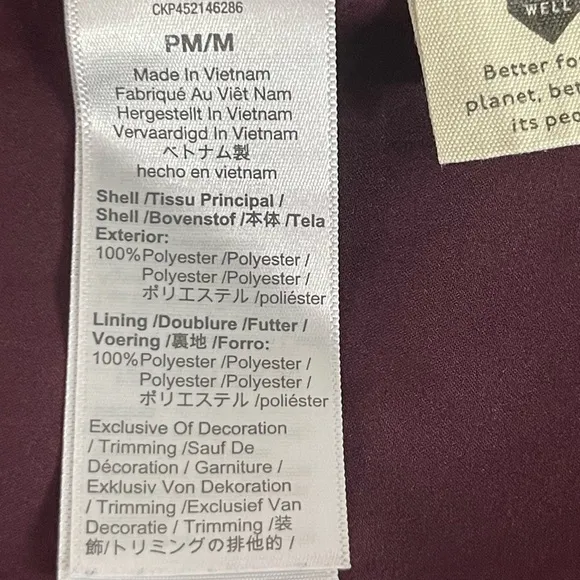 CKP452146286
PM/M
Made In Vietnam
Fabriqué Au Viêt Nam
Hergestellt In Vietnam
Vervaardigd In Vietnam
ベトナム製
hecho en vietnam
Shell /Tissu Principal /
Shell /Bovenstof /本体 /Tela
Exterior:
100%Polyester /Polyester /
Polyester /Polyester /
ポリエステル /poliéster
Lining /Doublure /Futter /
Voering /裏地 /Forro:
100%Polyester /Polyester /
Polyester /Polyester /
ポリエステル /poliéster
Exclusive Of Decoration
/ Trimming /Sauf De
Décoration / Garniture /
Exklusiv Von Dekoration
/ Trimming /Exclusief Van
Decoratie / Trimming /装
飾/トリミングの排他的 /
WELL
Better
planet,
its